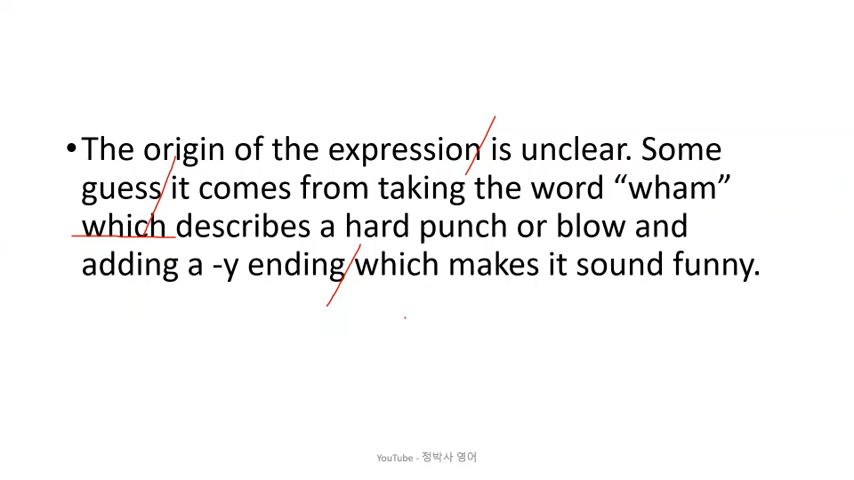 •The origin of the expression is unclear. Some
guess it comes from taking the word “wham”
which describes a hard punch or blow and
adding a -y ending which makes it sound funny.
YouTube - 정박사 영어